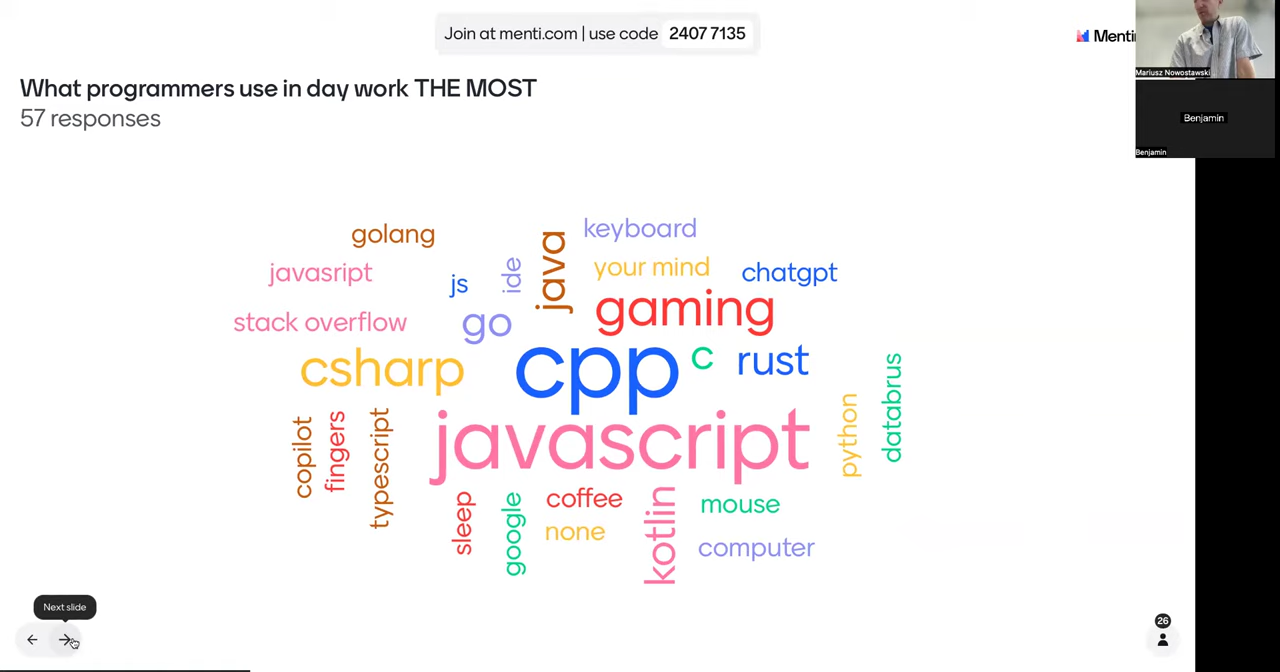 Join at menti.com | use code 2407 7135
Menti
Mariusz Nowostawski
Benjamin
Benjamin
What programmers use in day work THE MOST
57 responses
golang
java
keyboard
javasript
js
ide
your mind
chatgpt
stack overflow
go
gaming
csharp
cpp
c
rust
copilot
fingers
typescript
javascript
python
databrus
sleep
google
coffee
none
kotlin
mouse
computer
Next slide
26